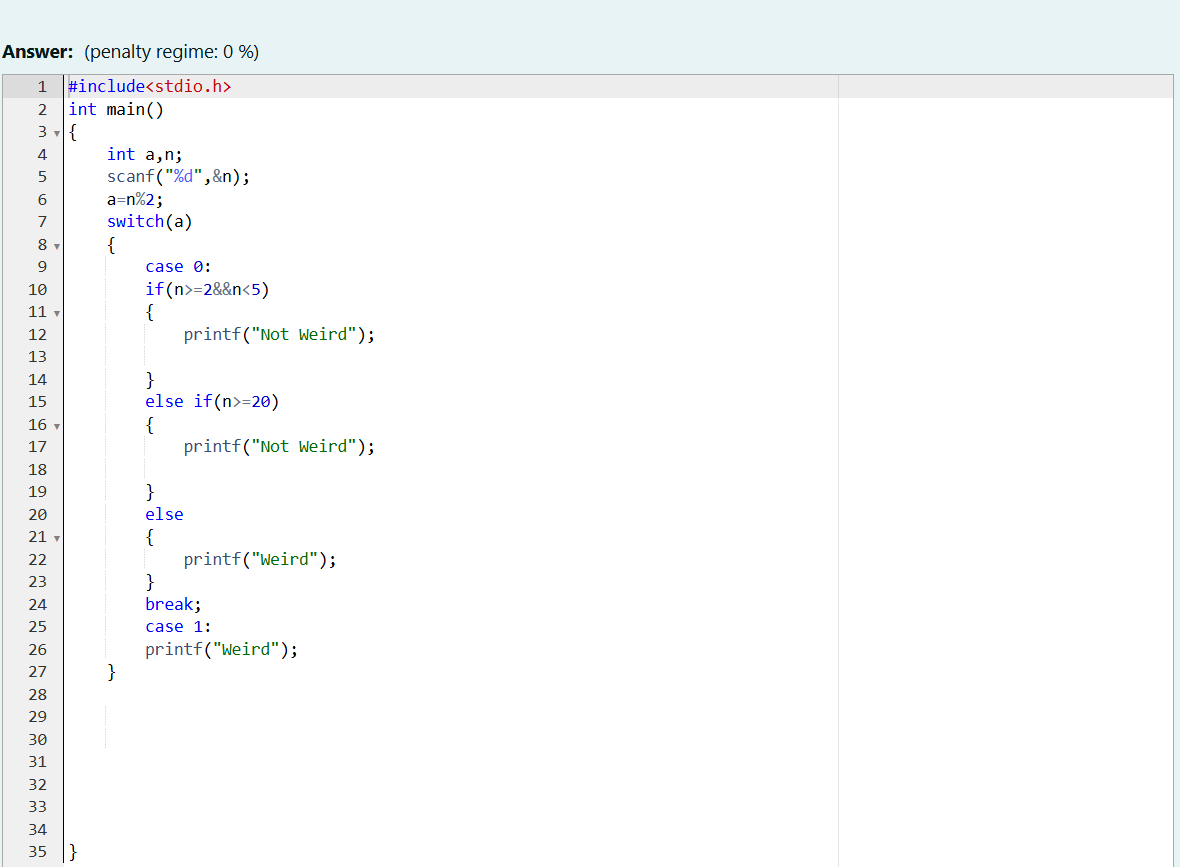 Answer: (penalty regime: 0 %)
1 #include<stdio.h>
2 int main()
3 {
4 int a,n;
5 scanf("%d",&n);
6 a=n%2;
7 switch(a)
8 {
9 case 0:
10 if(n>=2&&n<5)
11 {
12 printf("Not Weird");
13
14 }
15 else if(n>=20)
16 {
17 printf("Not Weird");
18
19 }
20 else
21 {
22 printf("Weird");
23 }
24 break;
25 case 1:
26 printf("Weird");
27 }
28
29
30
31
32
33
34
35 }